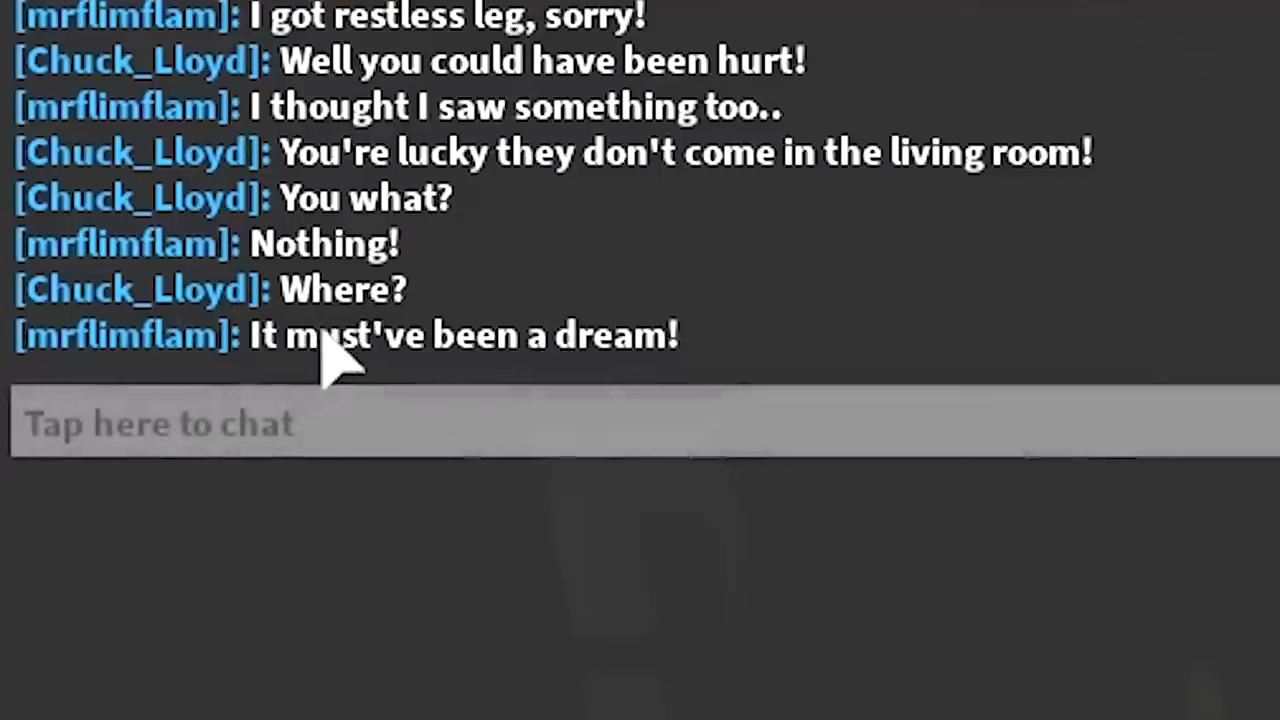 [mrflimflam]: I got restless leg, sorry!
[Chuck_Lloyd]: Well you could have been hurt!
[mrflimflam]: I thought I saw something too..
[Chuck_Lloyd]: You're lucky they don't come in the living room!
[Chuck_Lloyd]: You what?
[mrflimflam]: Nothing!
[Chuck_Lloyd]: Where?
[mrflimflam]: It must've been a dream!
Tap here to chat